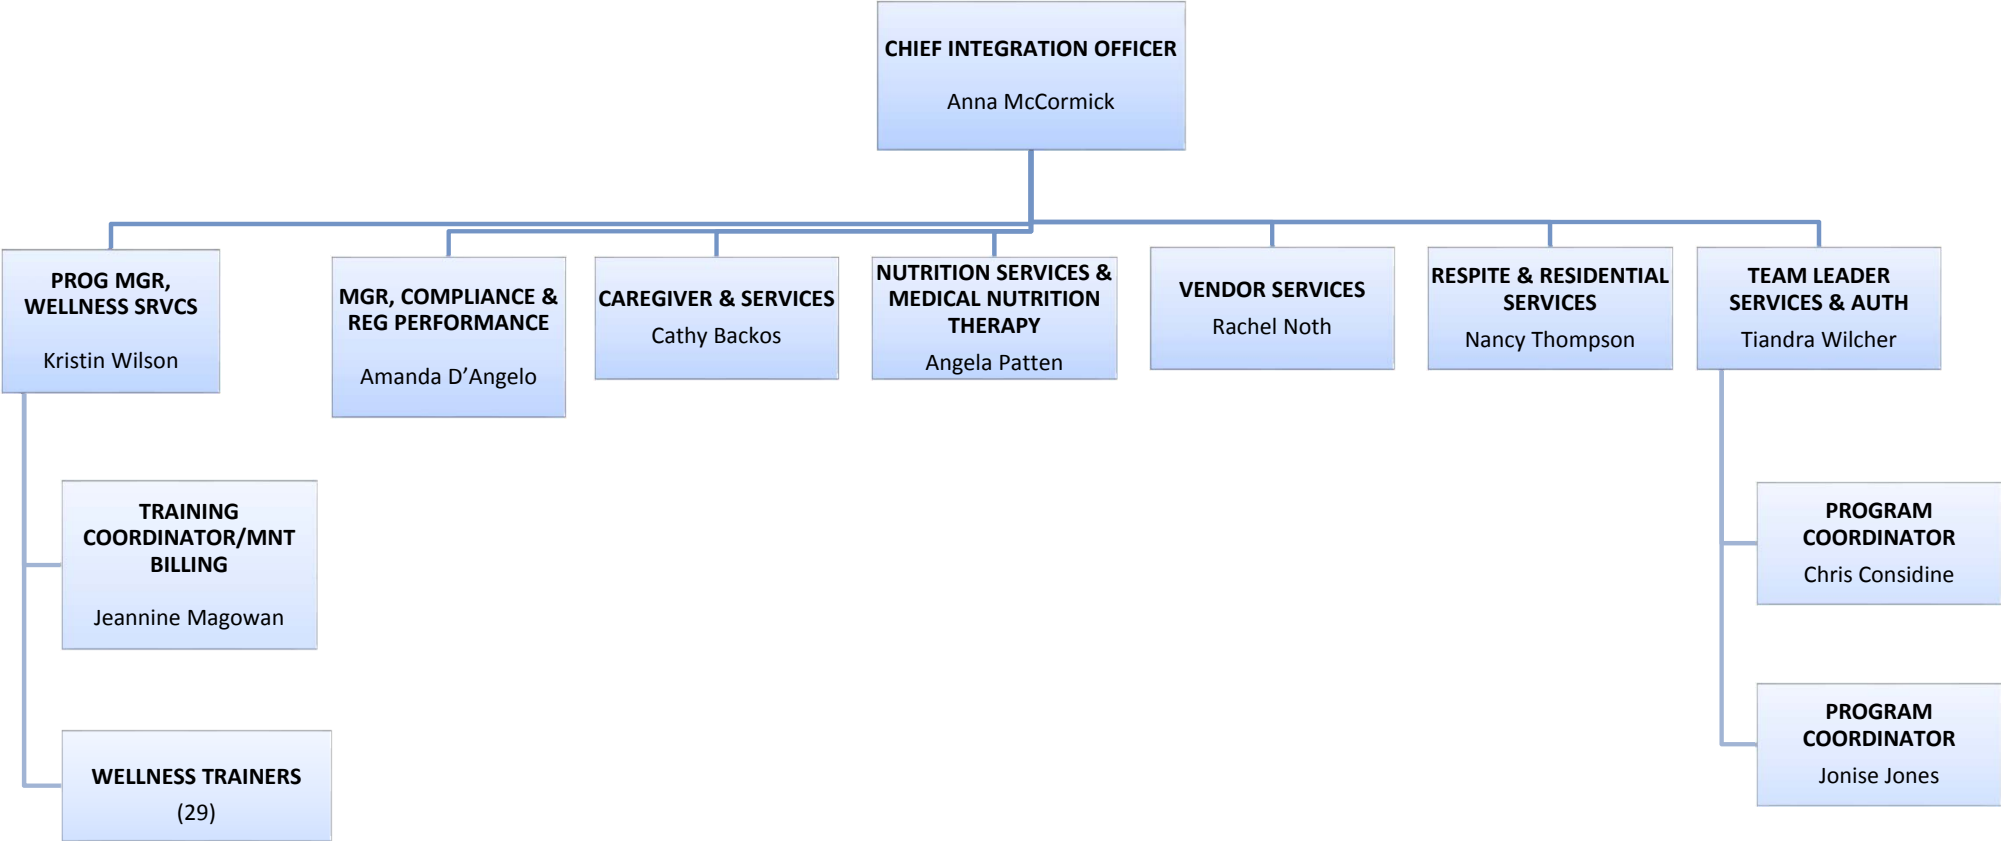 CHIEF INTEGRATION OFFICER
Anna McCormick
PROG MGR,
WELLNESS SRVCS
Kristin Wilson
MGR, COMPLIANCE &
REG PERFORMANCE
Amanda D’Angelo
CAREGIVER & SERVICES
Cathy Backos
NUTRITION SERVICES &
MEDICAL NUTRITION
THERAPY
Angela Patten
VENDOR SERVICES
Rachel Noth
RESPITE & RESIDENTIAL
SERVICES
Nancy Thompson
TEAM LEADER
SERVICES & AUTH
Tiandra Wilcher
TRAINING
COORDINATOR/MNT
BILLING
Jeannine Magowan
WELLNESS TRAINERS
(29)
PROGRAM
COORDINATOR
Chris Considine
PROGRAM
COORDINATOR
Jonise Jones